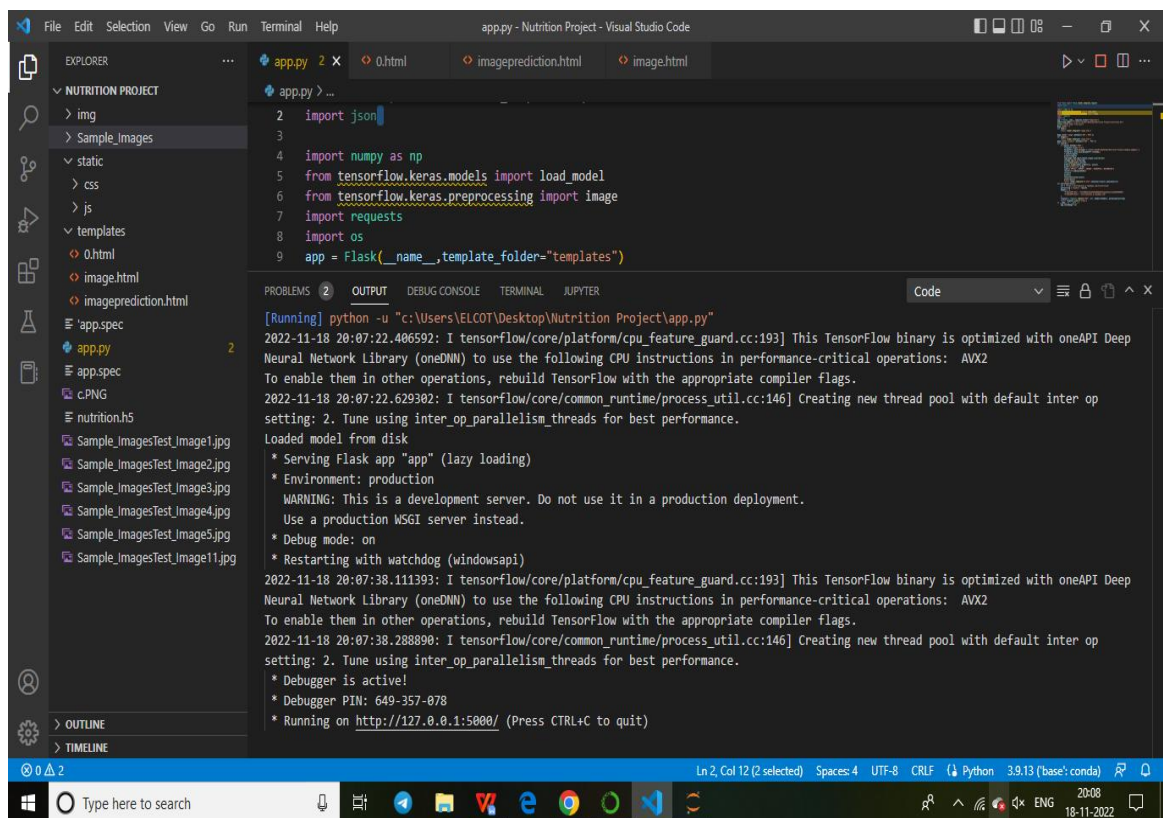 File Edit Selection View Go Run Terminal Help
app.py - Nutrition Project - Visual Studio Code
EXPLORER
NUTRITION PROJECT
> img
> Sample_Images
static
> css
> js
templates
0.html
image.html
imageprediction.html
'app.spec
app.py 2
app.spec
c.PNG
nutrition.h5
Sample_ImagesTest_Image1.jpg
Sample_ImagesTest_Image2.jpg
Sample_ImagesTest_Image3.jpg
Sample_ImagesTest_Image4.jpg
Sample_ImagesTest_Image5.jpg
Sample_ImagesTest_Image11.jpg
> OUTLINE
> TIMELINE
app.py 2 X 0.html imageprediction.html image.html
app.py > ...
2 import json
3
4 import numpy as np
5 from tensorflow.keras.models import load_model
6 from tensorflow.keras.preprocessing import image
7 import requests
8 import os
9 app = Flask(__name__,template_folder="templates")
PROBLEMS 2 OUTPUT DEBUG CONSOLE TERMINAL JUPYTER Code
[Running] python -u "c:\Users\ELCOT\Desktop\Nutrition Project\app.py"
2022-11-18 20:07:22.406592: I tensorflow/core/platform/cpu_feature_guard.cc:193] This TensorFlow binary is optimized with oneAPI Deep
Neural Network Library (oneDNN) to use the following CPU instructions in performance-critical operations: AVX2
To enable them in other operations, rebuild TensorFlow with the appropriate compiler flags.
2022-11-18 20:07:22.629302: I tensorflow/core/common_runtime/process_util.cc:146] Creating new thread pool with default inter op
setting: 2. Tune using inter_op_parallelism_threads for best performance.
Loaded model from disk
* Serving Flask app "app" (lazy loading)
* Environment: production
WARNING: This is a development server. Do not use it in a production deployment.
Use a production WSGI server instead.
* Debug mode: on
* Restarting with watchdog (windowsapi)
2022-11-18 20:07:38.111393: I tensorflow/core/platform/cpu_feature_guard.cc:193] This TensorFlow binary is optimized with oneAPI Deep
Neural Network Library (oneDNN) to use the following CPU instructions in performance-critical operations: AVX2
To enable them in other operations, rebuild TensorFlow with the appropriate compiler flags.
2022-11-18 20:07:38.288890: I tensorflow/core/common_runtime/process_util.cc:146] Creating new thread pool with default inter op
setting: 2. Tune using inter_op_parallelism_threads for best performance.
* Debugger is active!
* Debugger PIN: 649-357-078
* Running on http://127.0.0.1:5000/ (Press CTRL+C to quit)
0 2 Ln 2, Col 12 (2 selected) Spaces: 4 UTF-8 CRLF Python 3.9.13 ('base': conda)
Type here to search
ENG
20:08
18-11-2022